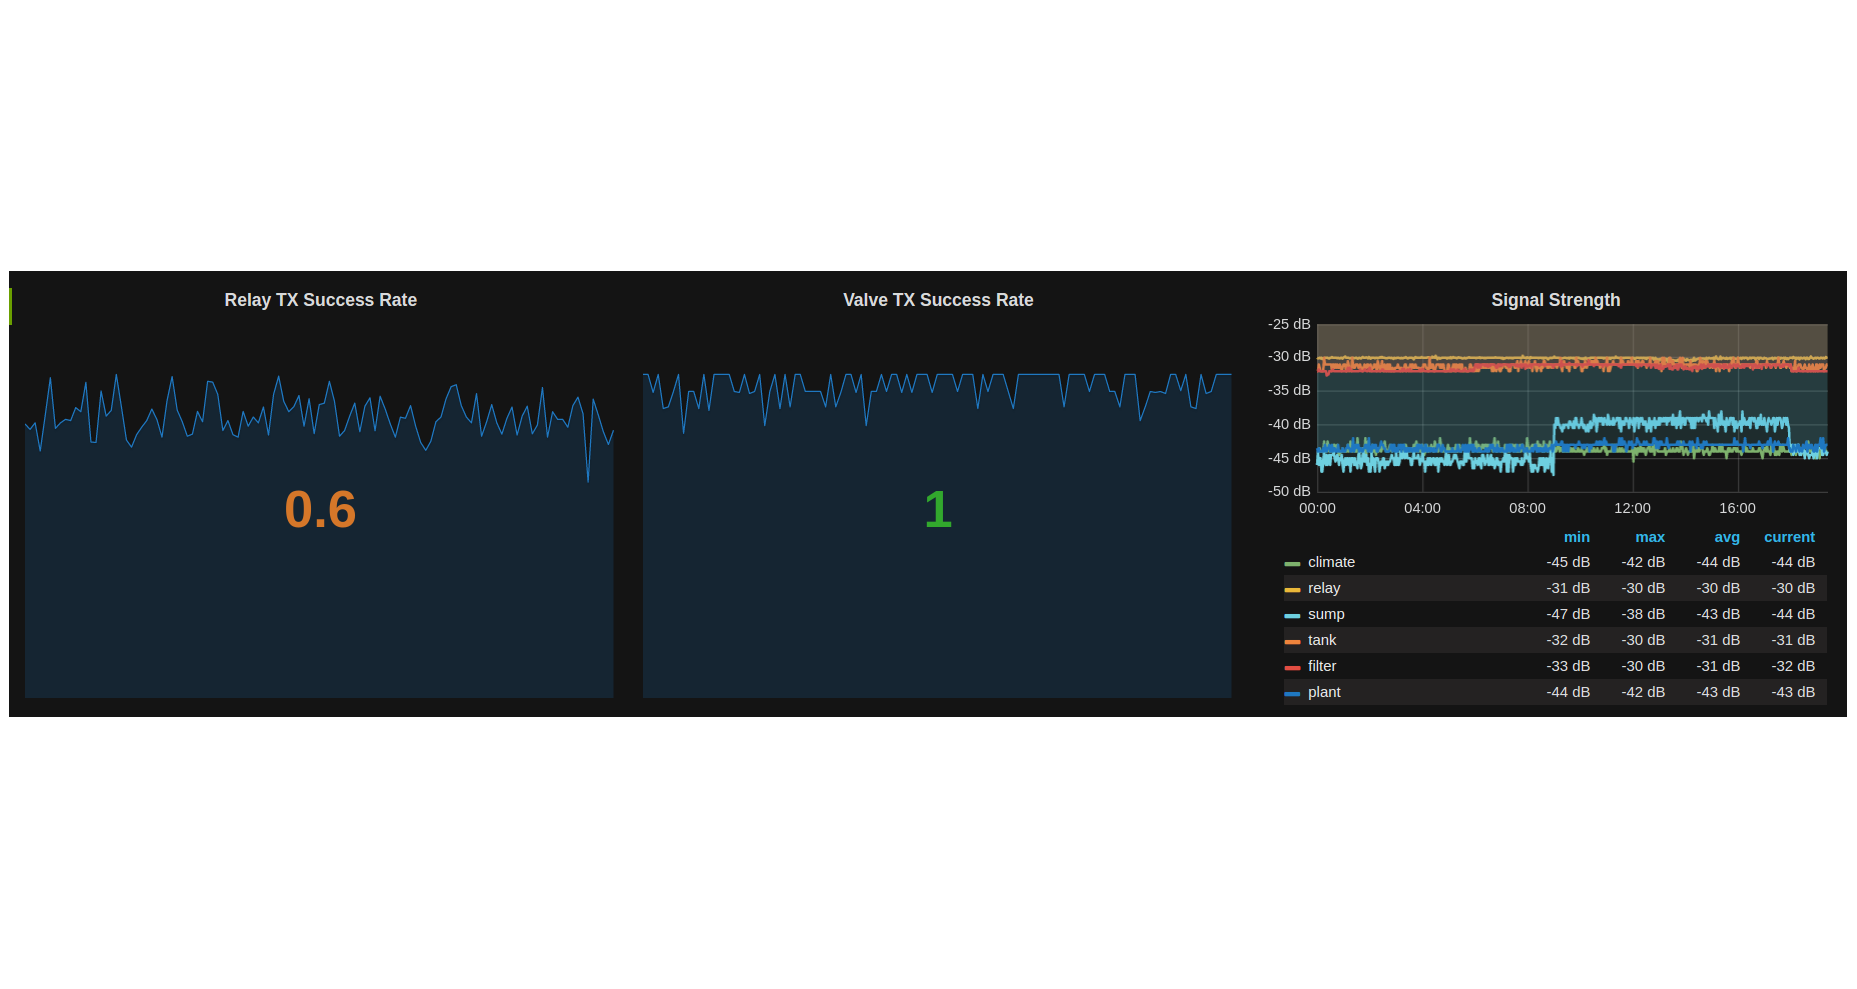 Relay TX Success Rate
0.6
Valve TX Success Rate
1
Signal Strength
-25 dB
-30 dB
-35 dB
-40 dB
-45 dB
-50 dB
00:00 04:00 08:00 12:00 16:00
min max avg current
climate -45 dB -42 dB -44 dB -44 dB
relay -31 dB -30 dB -30 dB -30 dB
sump -47 dB -38 dB -43 dB -44 dB
tank -32 dB -30 dB -31 dB -31 dB
filter -33 dB -30 dB -31 dB -32 dB
plant -44 dB -42 dB -43 dB -43 dB